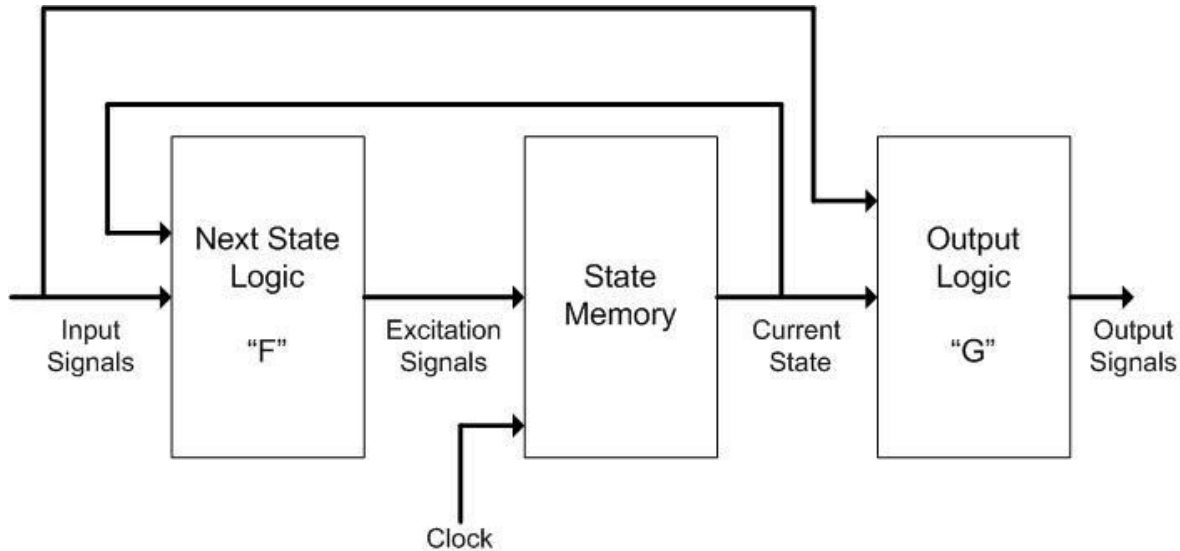 Next State
Logic
“F”
State
Memory
Output
Logic
“G”
Input
Signals
Excitation
Signals
Current
State
Output
Signals
Clock